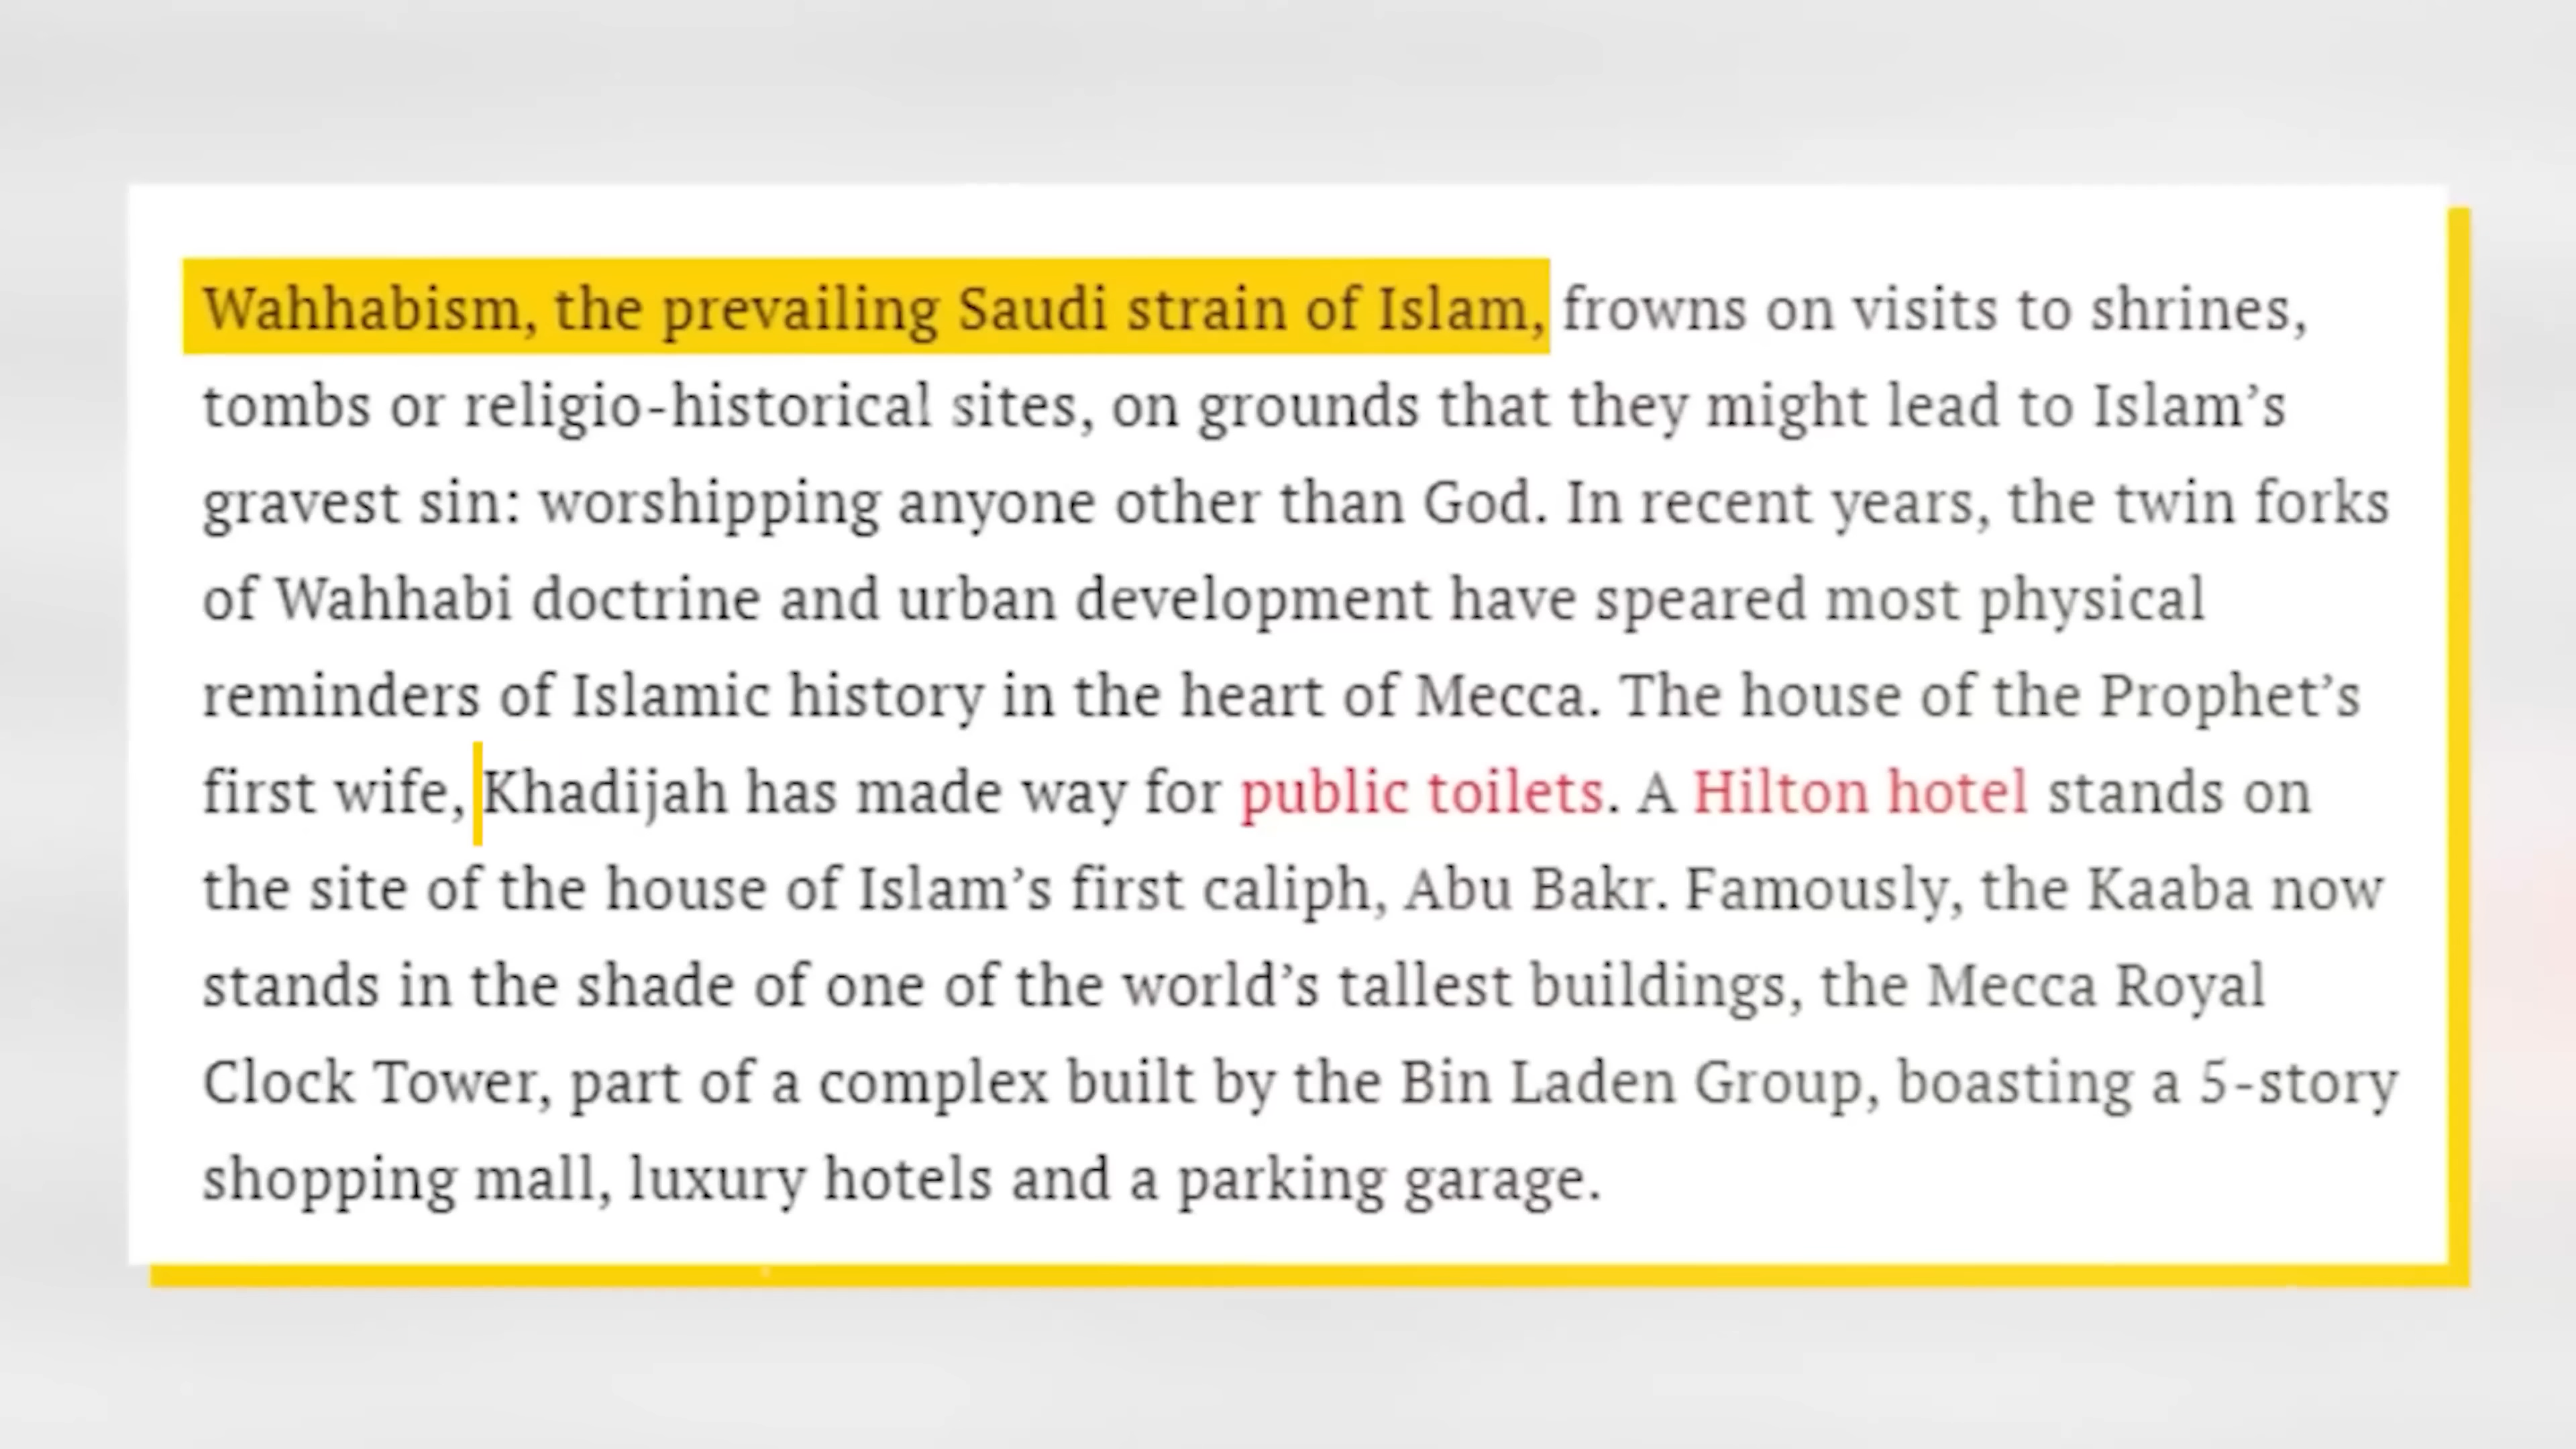 Wahhabism, the prevailing Saudi strain of Islam, frowns on visits to shrines,
tombs or religio-historical sites, on grounds that they might lead to Islam’s
gravest sin: worshipping anyone other than God. In recent years, the twin forks
of Wahhabi doctrine and urban development have speared most physical
reminders of Islamic history in the heart of Mecca. The house of the Prophet’s
first wife, Khadijah has made way for public toilets. A Hilton hotel stands on
the site of the house of Islam’s first caliph, Abu Bakr. Famously, the Kaaba now
stands in the shade of one of the world’s tallest buildings, the Mecca Royal
Clock Tower, part of a complex built by the Bin Laden Group, boasting a 5-story
shopping mall, luxury hotels and a parking garage.